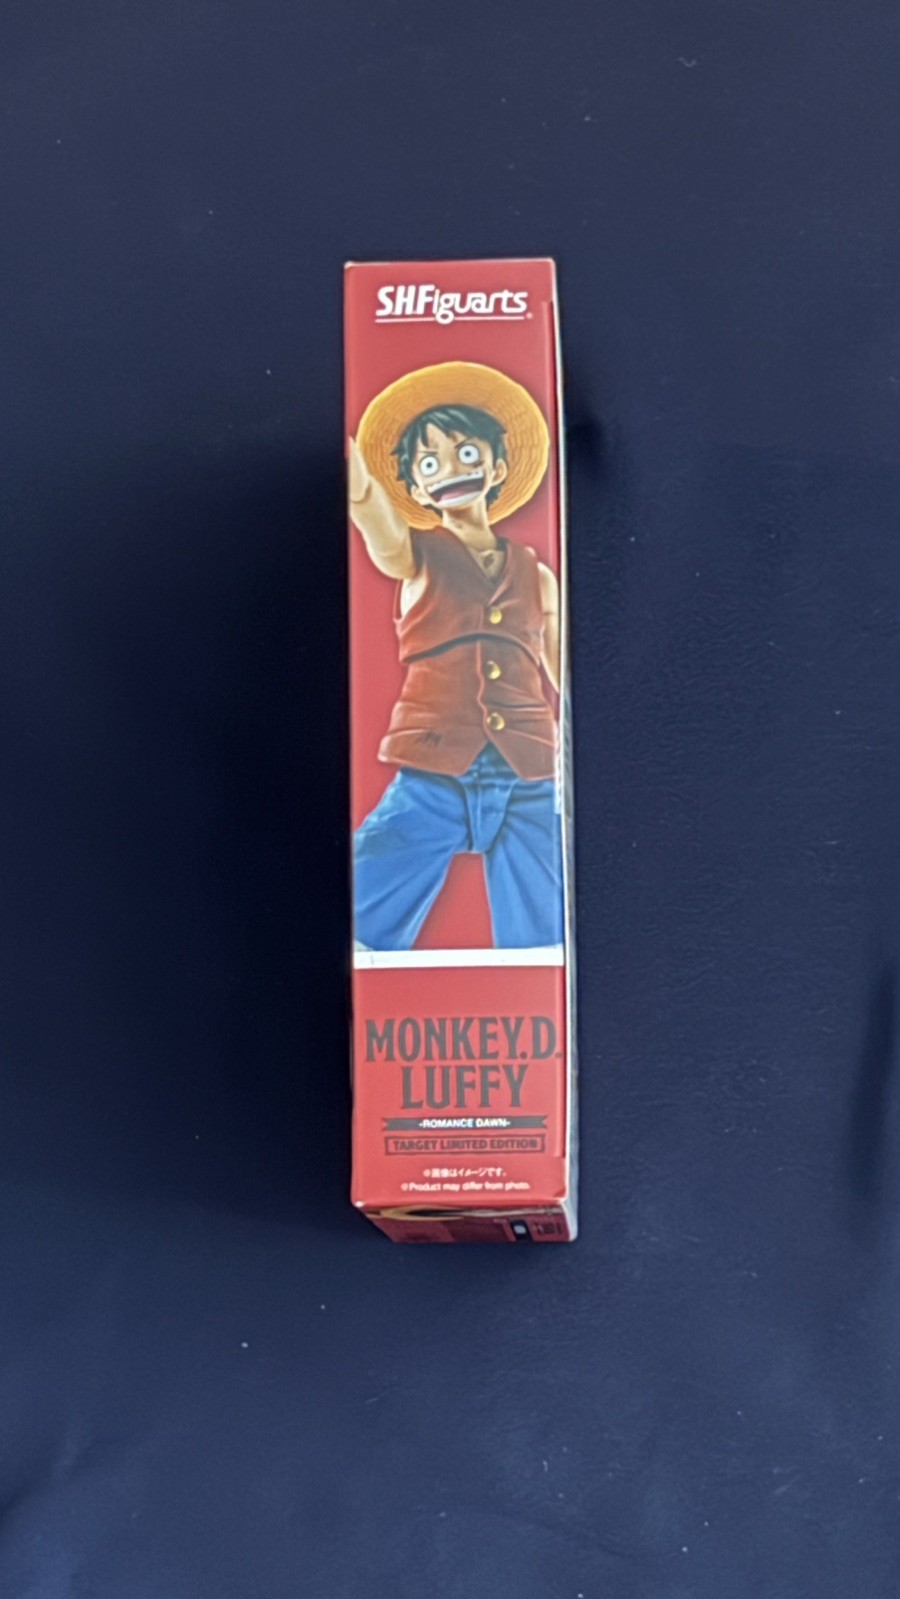 S.H.Figuarts
MONKEY.D.
LUFFY
-ROMANCE DAWN-
TARGET LIMITED EDITION
※画像はイメージです。
※Product may differ from photo.